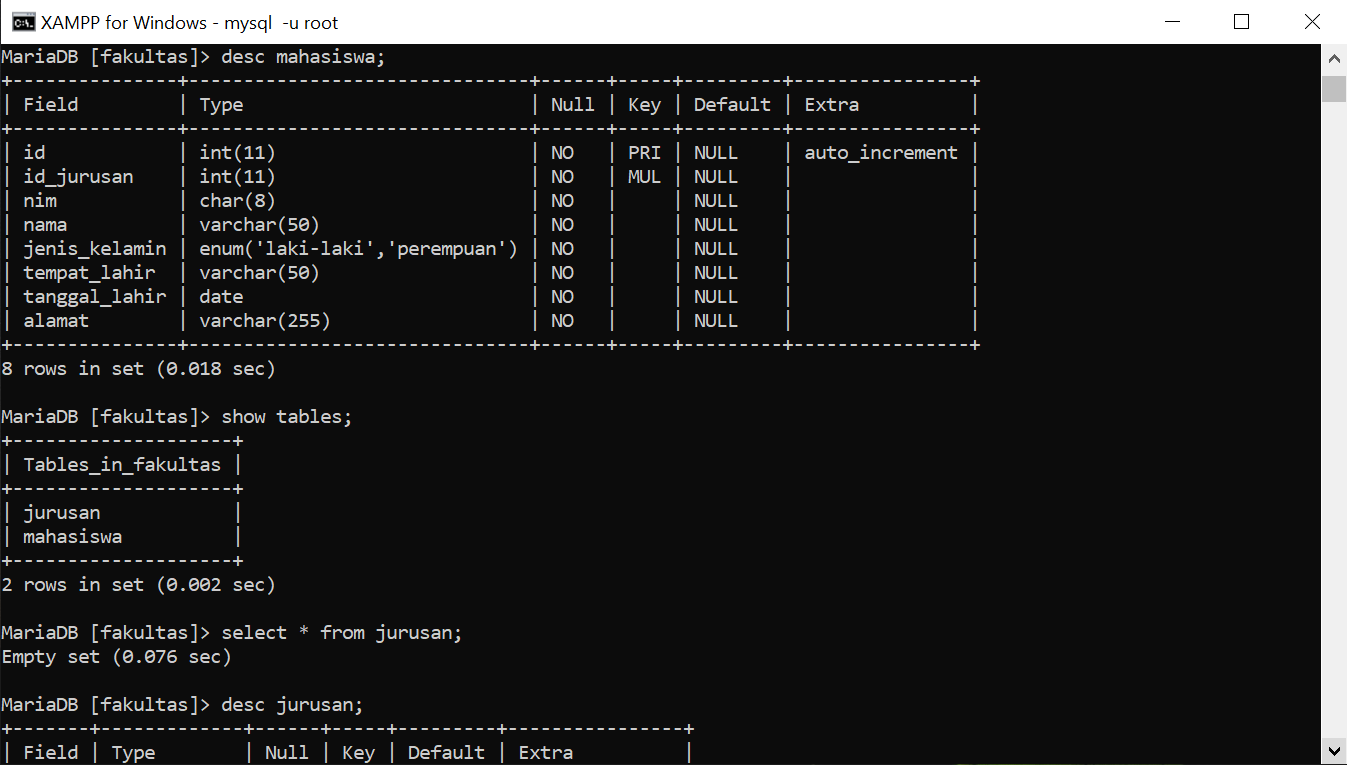 XAMPP for Windows - mysql  -u root
MariaDB [fakultas]> desc mahasiswa;
+---------------+-------------------------------+------+-----+---------+----------------+
| Field         | Type                          | Null | Key | Default | Extra          |
+---------------+-------------------------------+------+-----+---------+----------------+
| id            | int(11)                       | NO   | PRI | NULL    | auto_increment |
| id_jurusan    | int(11)                       | NO   | MUL | NULL    |                |
| nim           | char(8)                       | NO   |     | NULL    |                |
| nama          | varchar(50)                   | NO   |     | NULL    |                |
| jenis_kelamin | enum('laki-laki','perempuan') | NO   |     | NULL    |                |
| tempat_lahir  | varchar(50)                   | NO   |     | NULL    |                |
| tanggal_lahir | date                          | NO   |     | NULL    |                |
| alamat        | varchar(255)                  | NO   |     | NULL    |                |
+---------------+-------------------------------+------+-----+---------+----------------+
8 rows in set (0.018 sec)
MariaDB [fakultas]> show tables;
+--------------------+
| Tables_in_fakultas |
+--------------------+
| jurusan            |
| mahasiswa          |
+--------------------+
2 rows in set (0.002 sec)
MariaDB [fakultas]> select * from jurusan;
Empty set (0.076 sec)
MariaDB [fakultas]> desc jurusan;
+-------+-------------+------+-----+---------+----------------+
| Field | Type        | Null | Key | Default | Extra          |